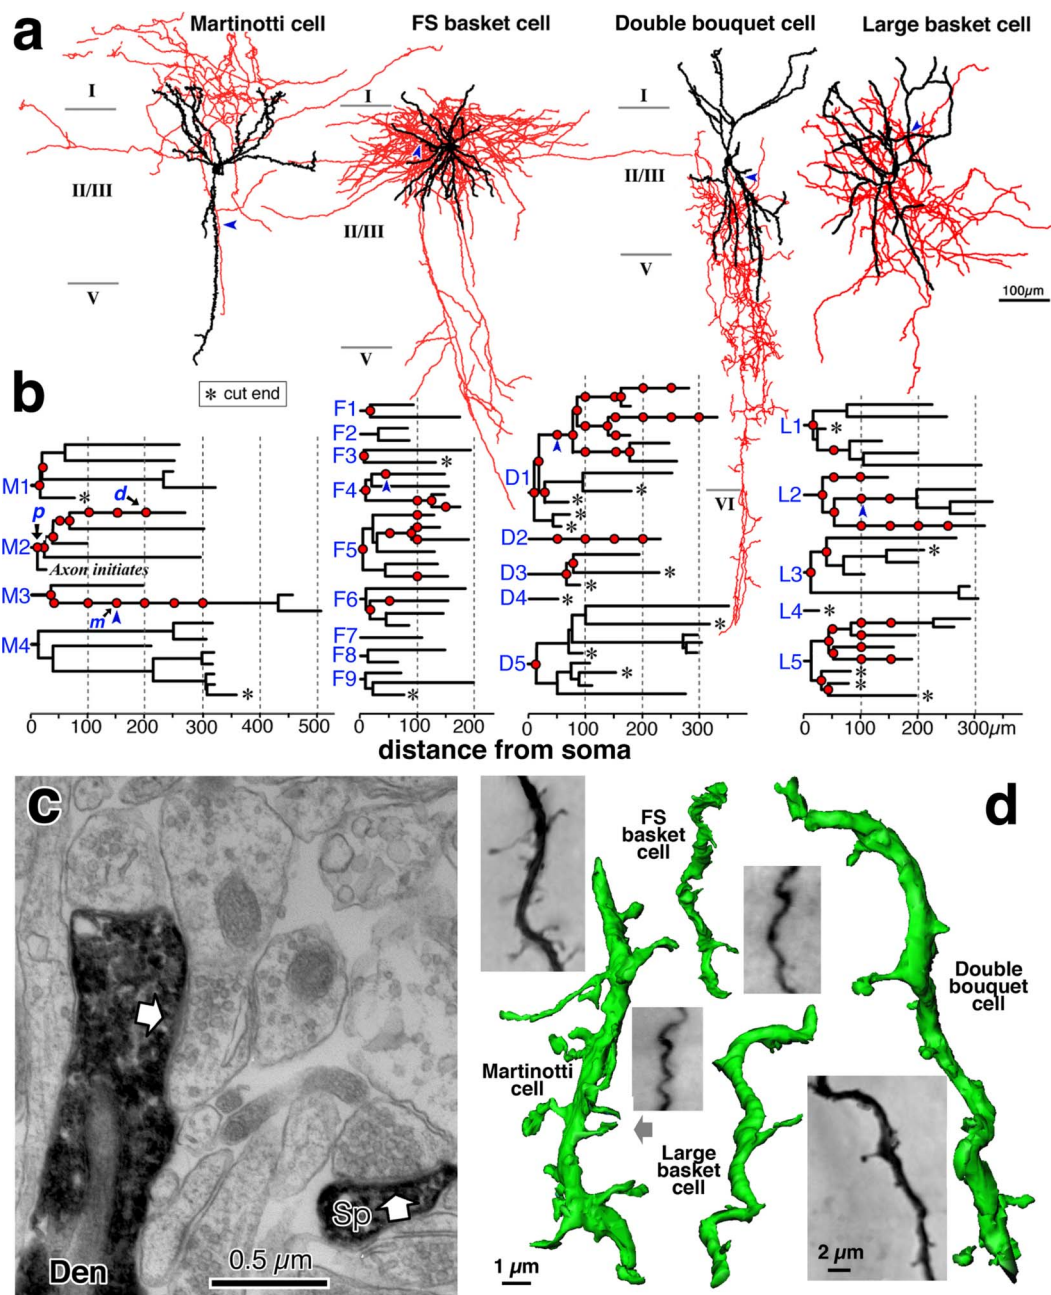 a
Martinotti cell
FS basket cell
Double bouquet cell
Large basket cell
I
I
I
II/III
II/III
II/III
V
V
V
VI
100µm
b
* cut end
M1
d
p
M2
Axon initiates
M3
m
M4
F1
F2
F3
F4
F5
F6
F7
F8
F9
D1
D2
D3
D4
D5
L1
L2
L3
L4
L5
* * * * * * * * * * * * * * * * * * *
0 100 200 300 400 500
0 100 200
0 100 200 300
0 100 200 300µm
distance from soma
c
Den
Sp
0.5 µm
d
FS
basket
cell
Martinotti
cell
Large
basket
cell
Double
bouquet
cell
1 µm
2 µm